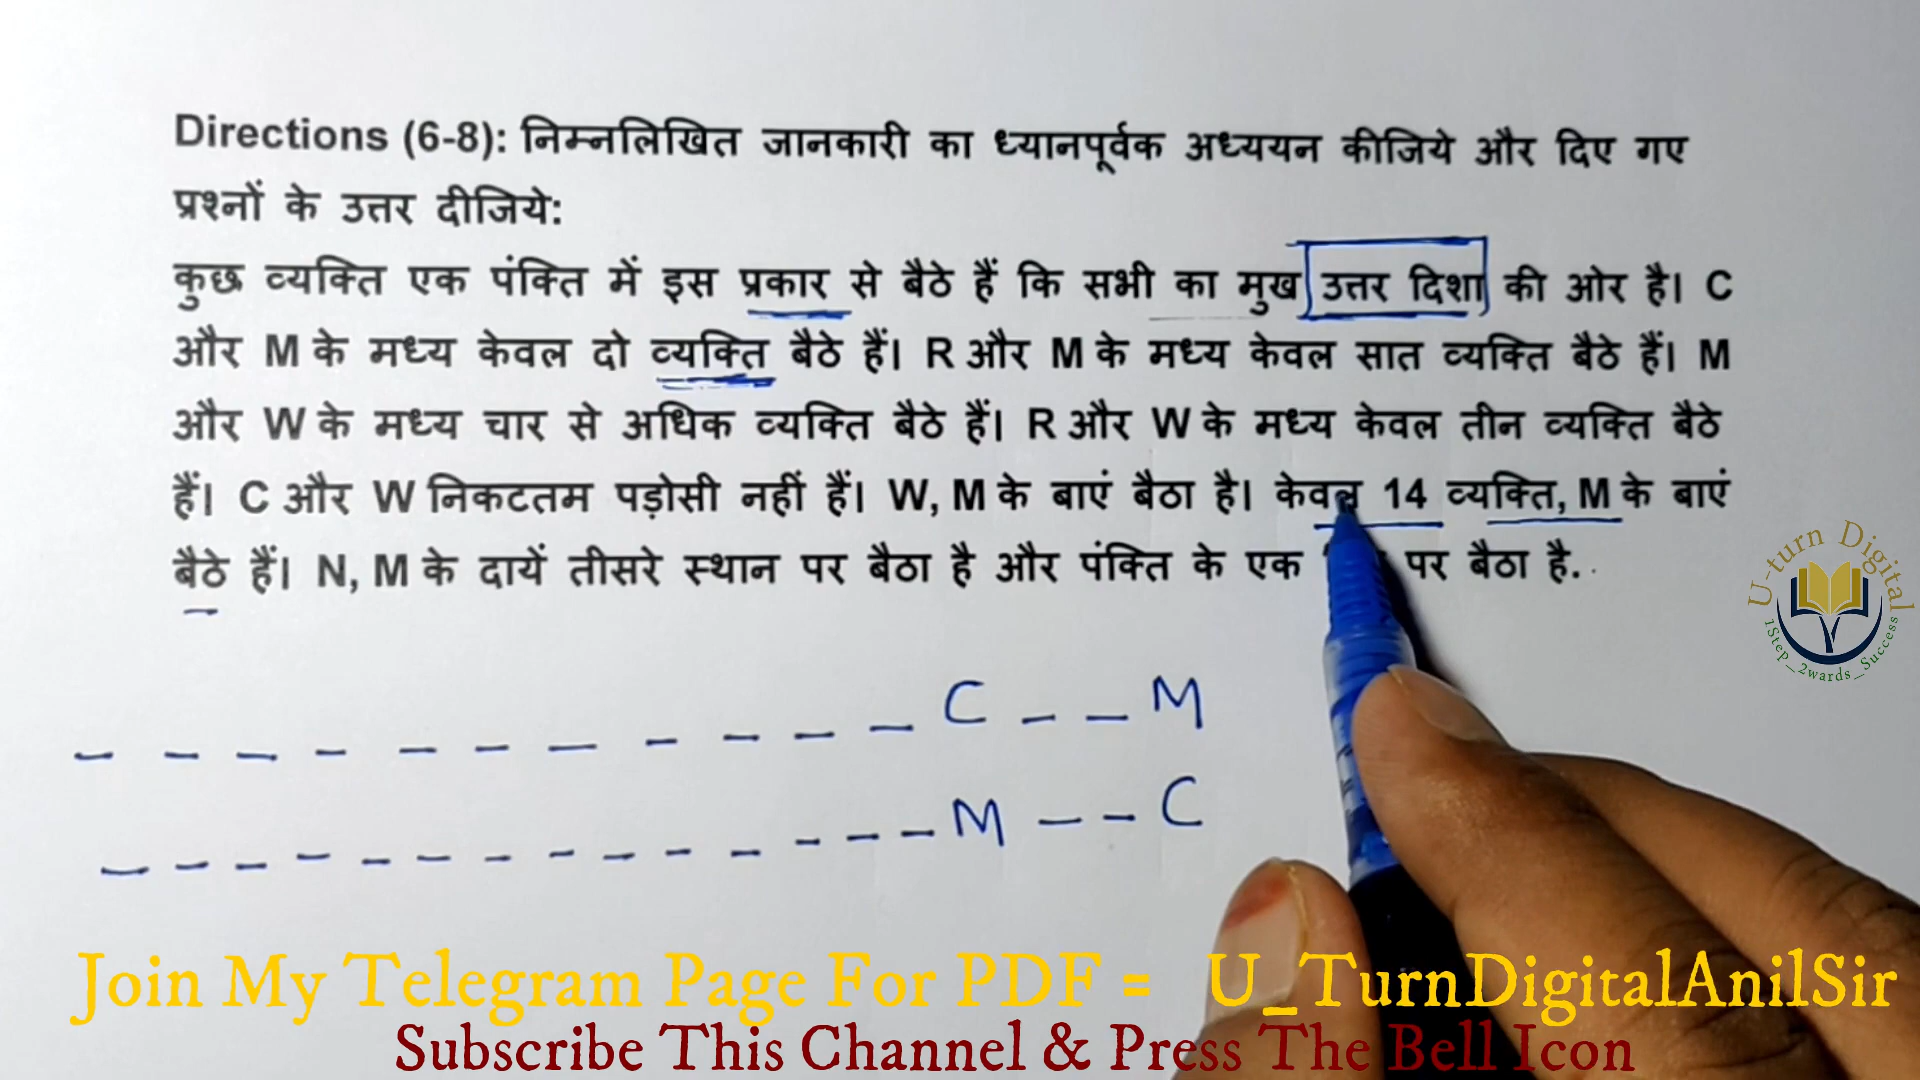 Directions (6-8): निम्नलिखित जानकारी का ध्यानपूर्वक अध्ययन कीजिये और दिए गए
प्रश्नों के उत्तर दीजिये:
कुछ व्यक्ति एक पंक्ति में इस प्रकार से बैठे हैं कि सभी का मुख उत्तर दिशा की ओर है। C
और M के मध्य केवल दो व्यक्ति बैठे हैं। R और M के मध्य केवल सात व्यक्ति बैठे हैं। M
और W के मध्य चार से अधिक व्यक्ति बैठे हैं। R और W के मध्य केवल तीन व्यक्ति बैठे
हैं। C और W निकटतम पड़ोसी नहीं हैं। W, M के बाएं बैठा है। केवल 14 व्यक्ति, M के बाएं
बैठे हैं। N, M के दायें तीसरे स्थान पर बैठा है और पंक्ति के एक पर बैठा है.
_ _ _ _ _ _ _ _ _ _ _ C _ _ M
_ _ _ _ _ _ _ _ _ _ _ _ _ _ M _ _ C
U-turn Digital
1Step_2wards_Success
Join My Telegram Page For PDF = U_TurnDigitalAnilSir
Subscribe This Channel & Press The Bell Icon